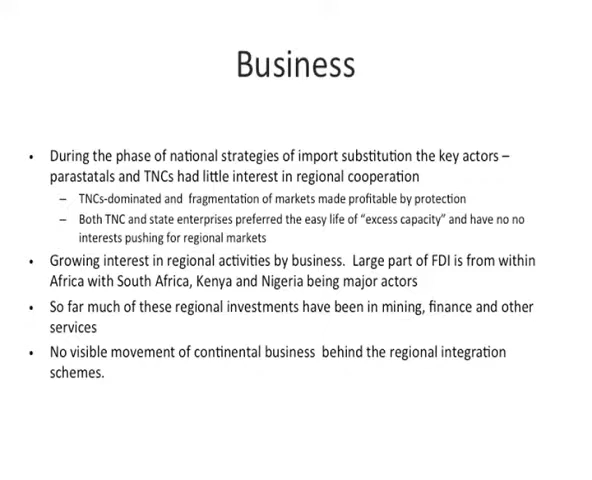 Business
• During the phase of national strategies of import substitution the key actors –
parastatals and TNCs had little interest in regional cooperation
– TNCs-dominated and fragmentation of markets made profitable by protection
– Both TNC and state enterprises preferred the easy life of “excess capacity” and have no no
interests pushing for regional markets
• Growing interest in regional activities by business. Large part of FDI is from within
Africa with South Africa, Kenya and Nigeria being major actors
• So far much of these regional investments have been in mining, finance and other
services
• No visible movement of continental business behind the regional integration
schemes.